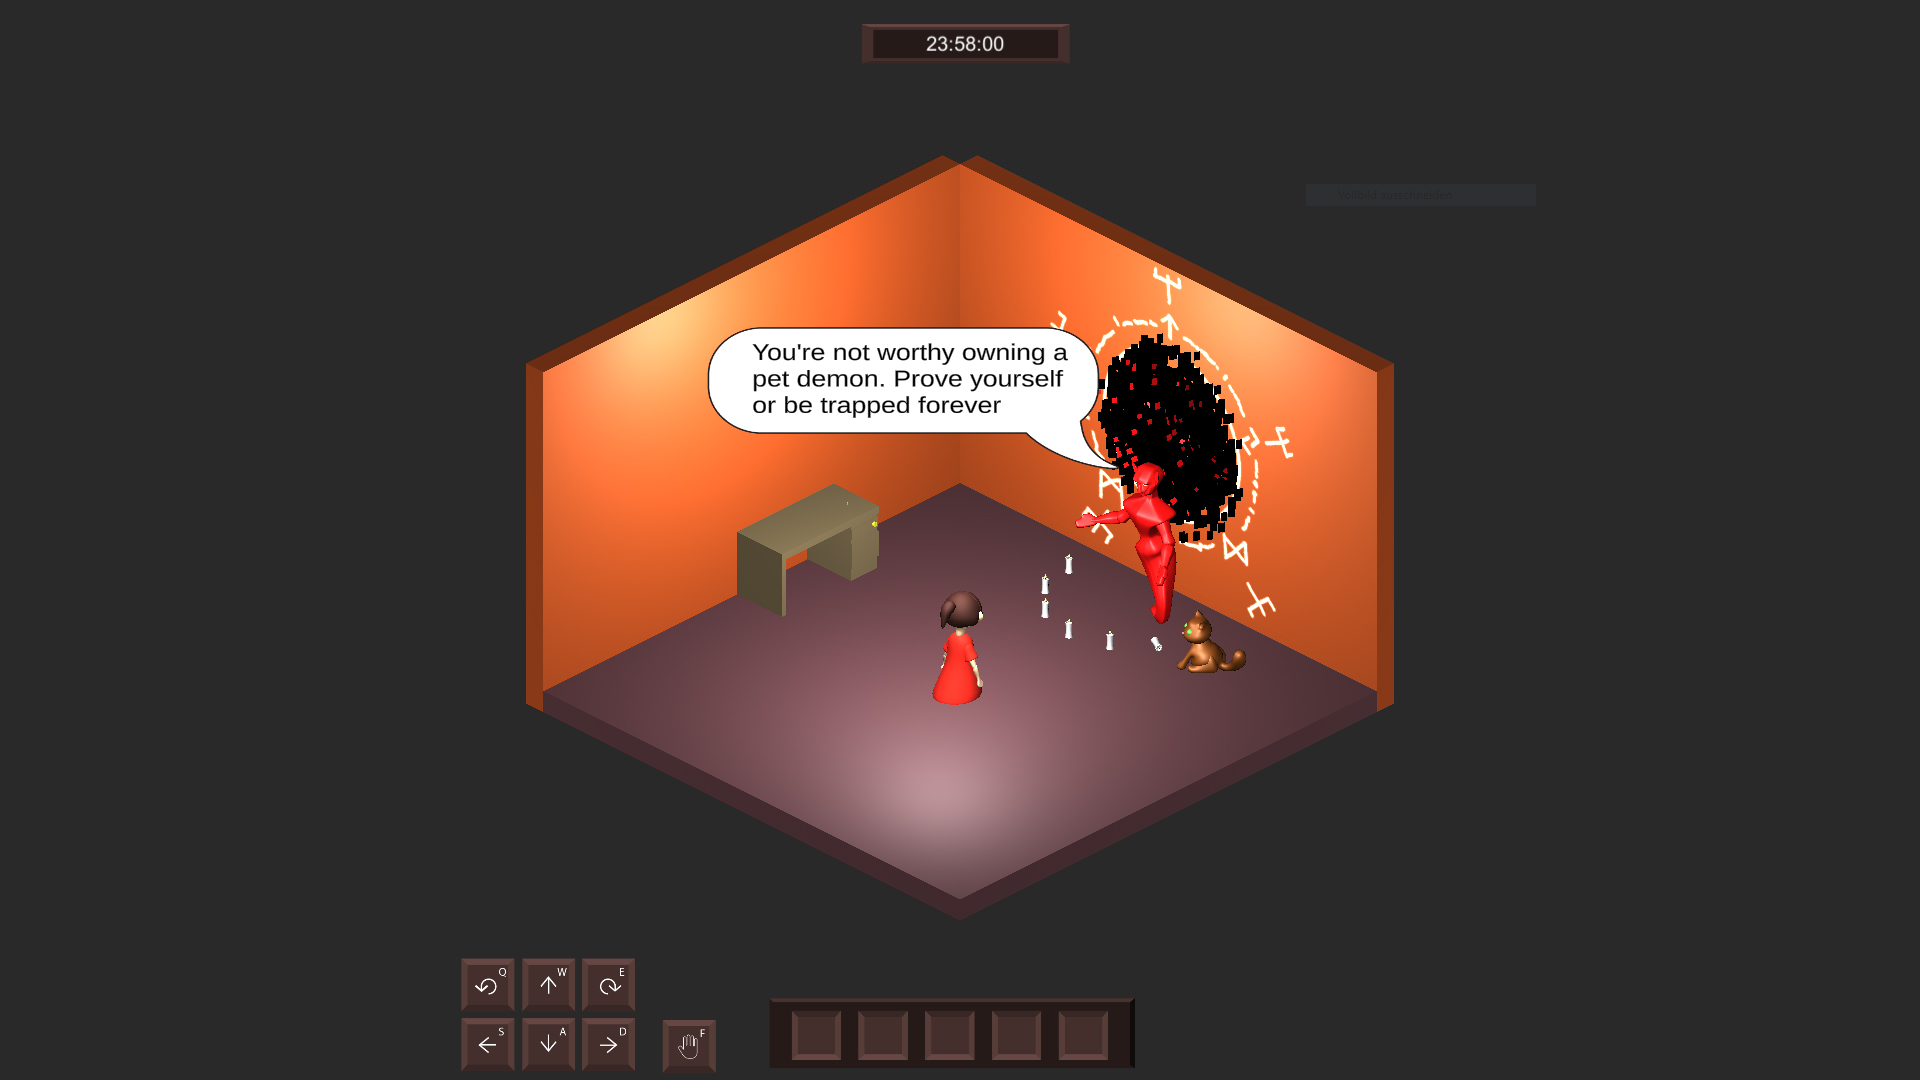 23:58:00
You're not worthy owning a
pet demon. Prove yourself
or be trapped forever
Q
W
E
S
A
D
F